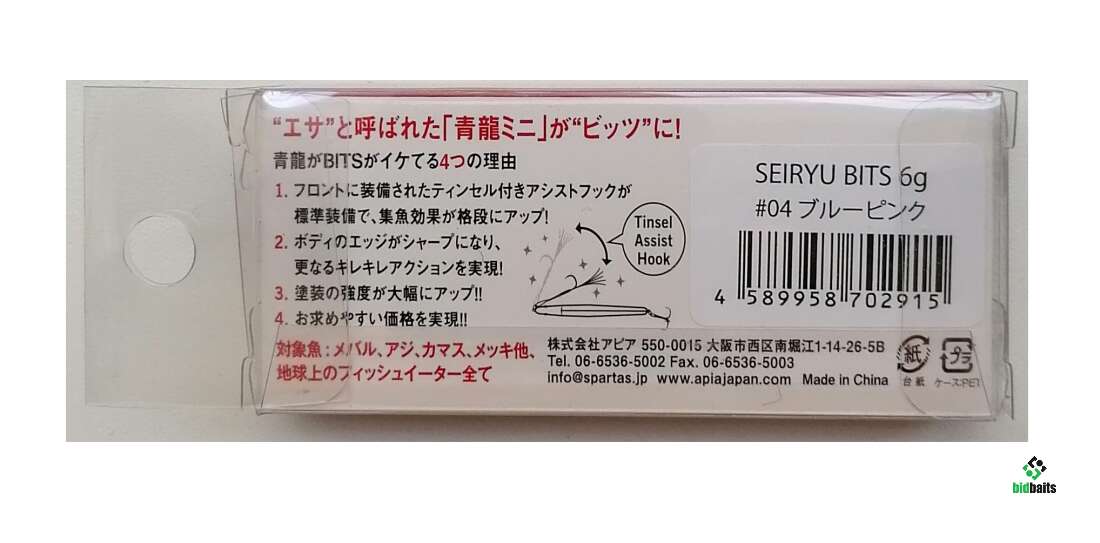 “エサ”と呼ばれた「青龍ミニ」が“ビッツ”に!
青龍がBITSがイケてる4つの理由
1. フロントに装備されたティンセル付きアシストフックが
標準装備で、集魚効果が格段にアップ!
2. ボディのエッジがシャープになり、
更なるキレキレアクションを実現!
3. 塗装の強度が大幅にアップ!!
4. お求めやすい価格を実現!!
対象魚:メバル、アジ、カマス、メッキ他、
地球上のフィッシュイーター全て
Tinsel
Assist
Hook
SEIRYU BITS 6g
#04 ブルーピンク
4 589958 702915
株式会社アピア 550-0015 大阪市西区南堀江1-14-26-5B
Tel. 06-6536-5002 Fax. 06-6536-5003
info@spartas.jp www.apiajapan.com Made in China
紙
台紙
プラ
ケース:PET
bidbaits